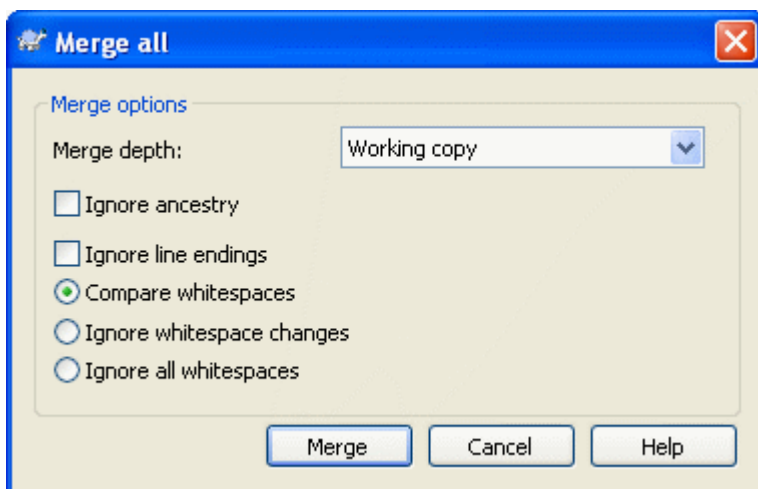 Merge all
Merge options
Merge depth: Working copy
Ignore ancestry
Ignore line endings
Compare whitespaces
Ignore whitespace changes
Ignore all whitespaces
Merge Cancel Help